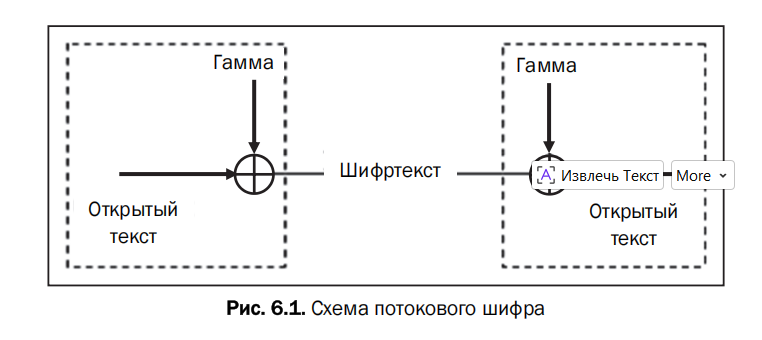 Гамма
Гамма
Шифртекст
Извлечь Текст
More
Открытый
текст
Открытый
текст
Рис. 6.1. Схема потокового шифра